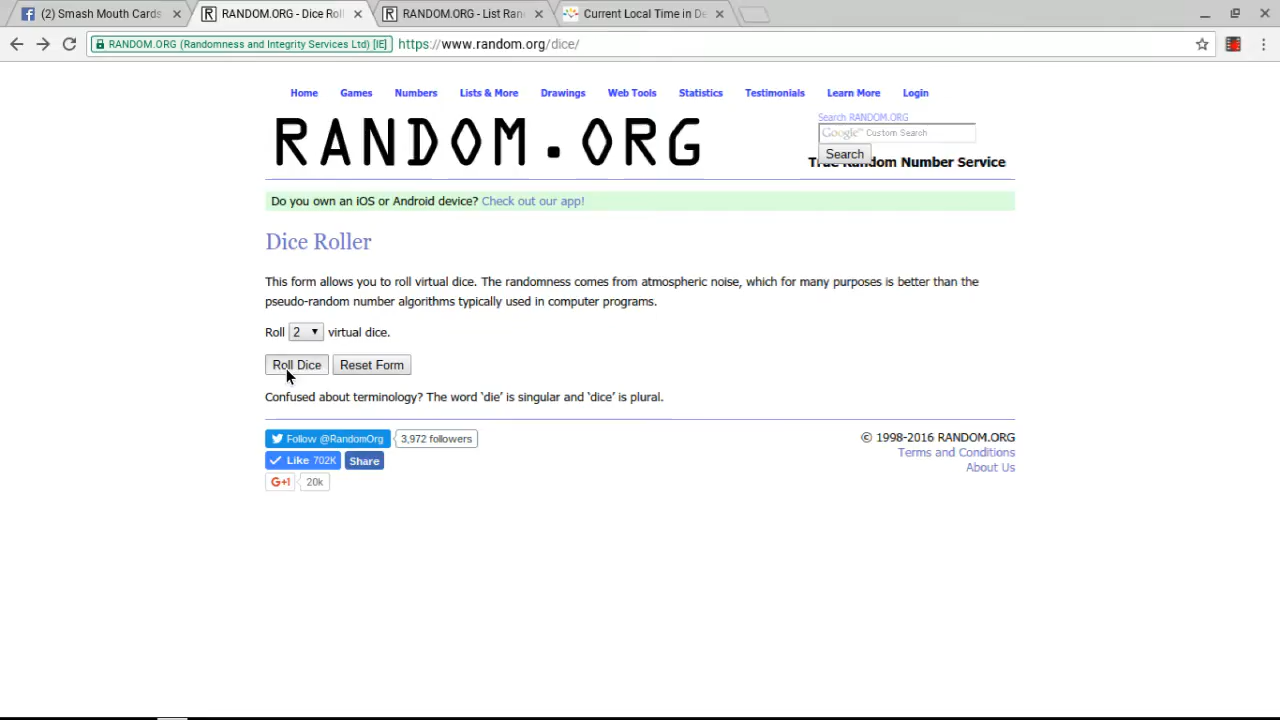 (2) Smash Mouth Cards
RANDOM.ORG - Dice Roll
RANDOM.ORG - List Ran
Current Local Time in De
RANDOM.ORG (Randomness and Integrity Services Ltd) [IE]
https://www.random.org/dice/
Home Games Numbers Lists & More Drawings Web Tools Statistics Testimonials Learn More Login
RANDOM.ORG
Search RANDOM.ORG
Google™ Custom Search
Search
True Random Number Service
Do you own an iOS or Android device? Check out our app!
Dice Roller
This form allows you to roll virtual dice. The randomness comes from atmospheric noise, which for many purposes is better than the
pseudo-random number algorithms typically used in computer programs.
Roll 2 virtual dice.
Roll Dice Reset Form
Confused about terminology? The word ‘die’ is singular and ‘dice’ is plural.
Follow @RandomOrg 3,972 followers
Like 702K Share
G+1 20k
© 1998-2016 RANDOM.ORG
Terms and Conditions
About Us